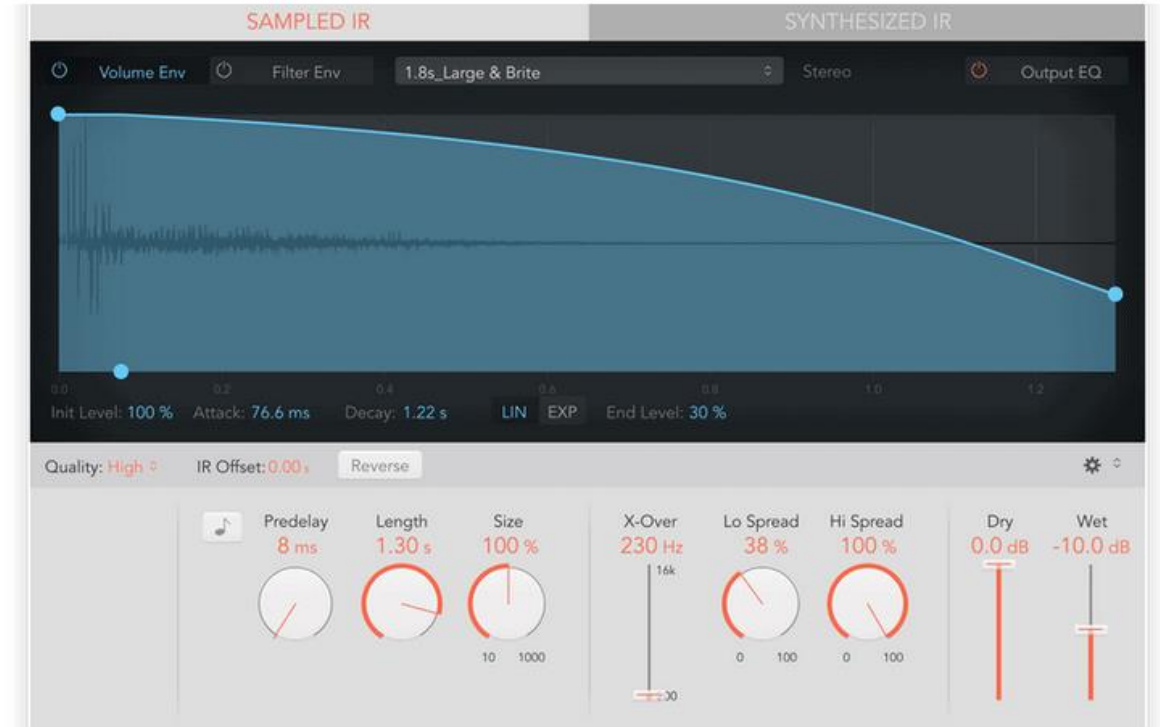 SAMPLED IR SYNTHESIZED IR
Volume Env Filter Env 1.8s_Large & Brite Stereo Output EQ
0.0 0.2 0.4 0.6 0.8 1.0 1.2
Init Level: 100 % Attack: 76.6 ms Decay: 1.22 s LIN EXP End Level: 30 %
Quality: High IR Offset: 0.00 s Reverse
Predelay Length Size X-Over Lo Spread Hi Spread Dry Wet
8 ms 1.30 s 100 % 230 Hz 38 % 100 % 0.0 dB -10.0 dB
16k
10 1000 0 100 0 100